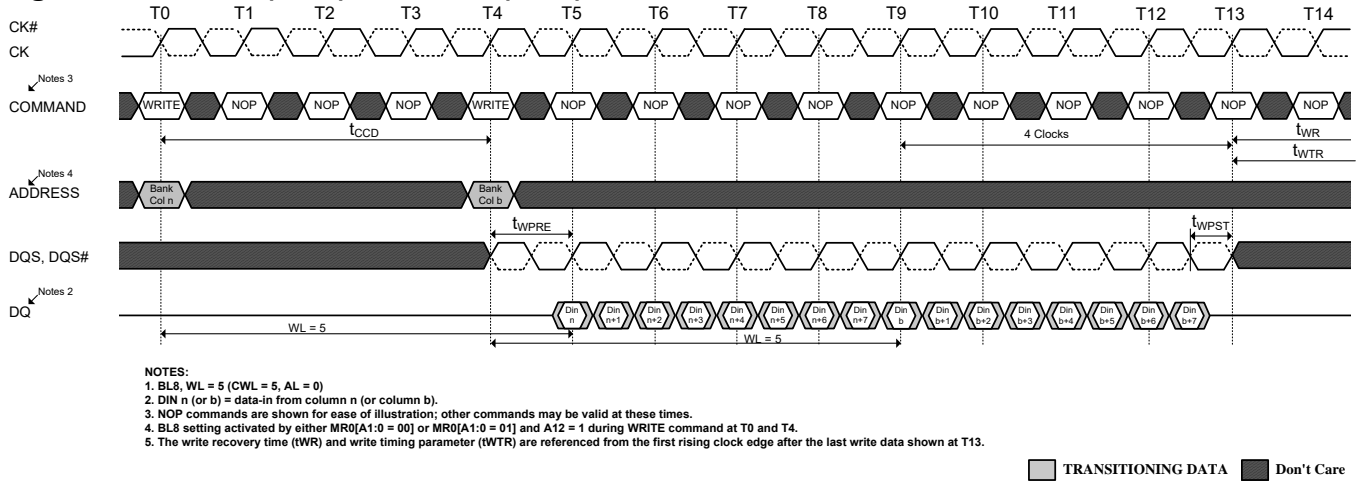 T0 T1 T2 T3 T4 T5 T6 T7 T8 T9 T10 T11 T12 T13 T14
CK#
CK
Notes 3
COMMAND
WRITE NOP NOP NOP WRITE NOP NOP NOP NOP NOP NOP NOP NOP NOP NOP
tCCD
4 Clocks
tWR
tWTR
Notes 4
ADDRESS
Bank Col n
Bank Col b
tWPRE
tWPST
DQS, DQS#
Notes 2
DQ
Din n Din n+1 Din n+2 Din n+3 Din n+4 Din n+5 Din n+6 Din n+7 Din b Din b+1 Din b+2 Din b+3 Din b+4 Din b+5 Din b+6 Din b+7
WL = 5
WL = 5
NOTES:
1. BL8, WL = 5 (CWL = 5, AL = 0)
2. DIN n (or b) = data-in from column n (or column b).
3. NOP commands are shown for ease of illustration; other commands may be valid at these times.
4. BL8 setting activated by either MR0[A1:0 = 00] or MR0[A1:0 = 01] and A12 = 1 during WRITE command at T0 and T4.
5. The write recovery time (tWR) and write timing parameter (tWTR) are referenced from the first rising clock edge after the last write data shown at T13.
TRANSITIONING DATA
Don't Care